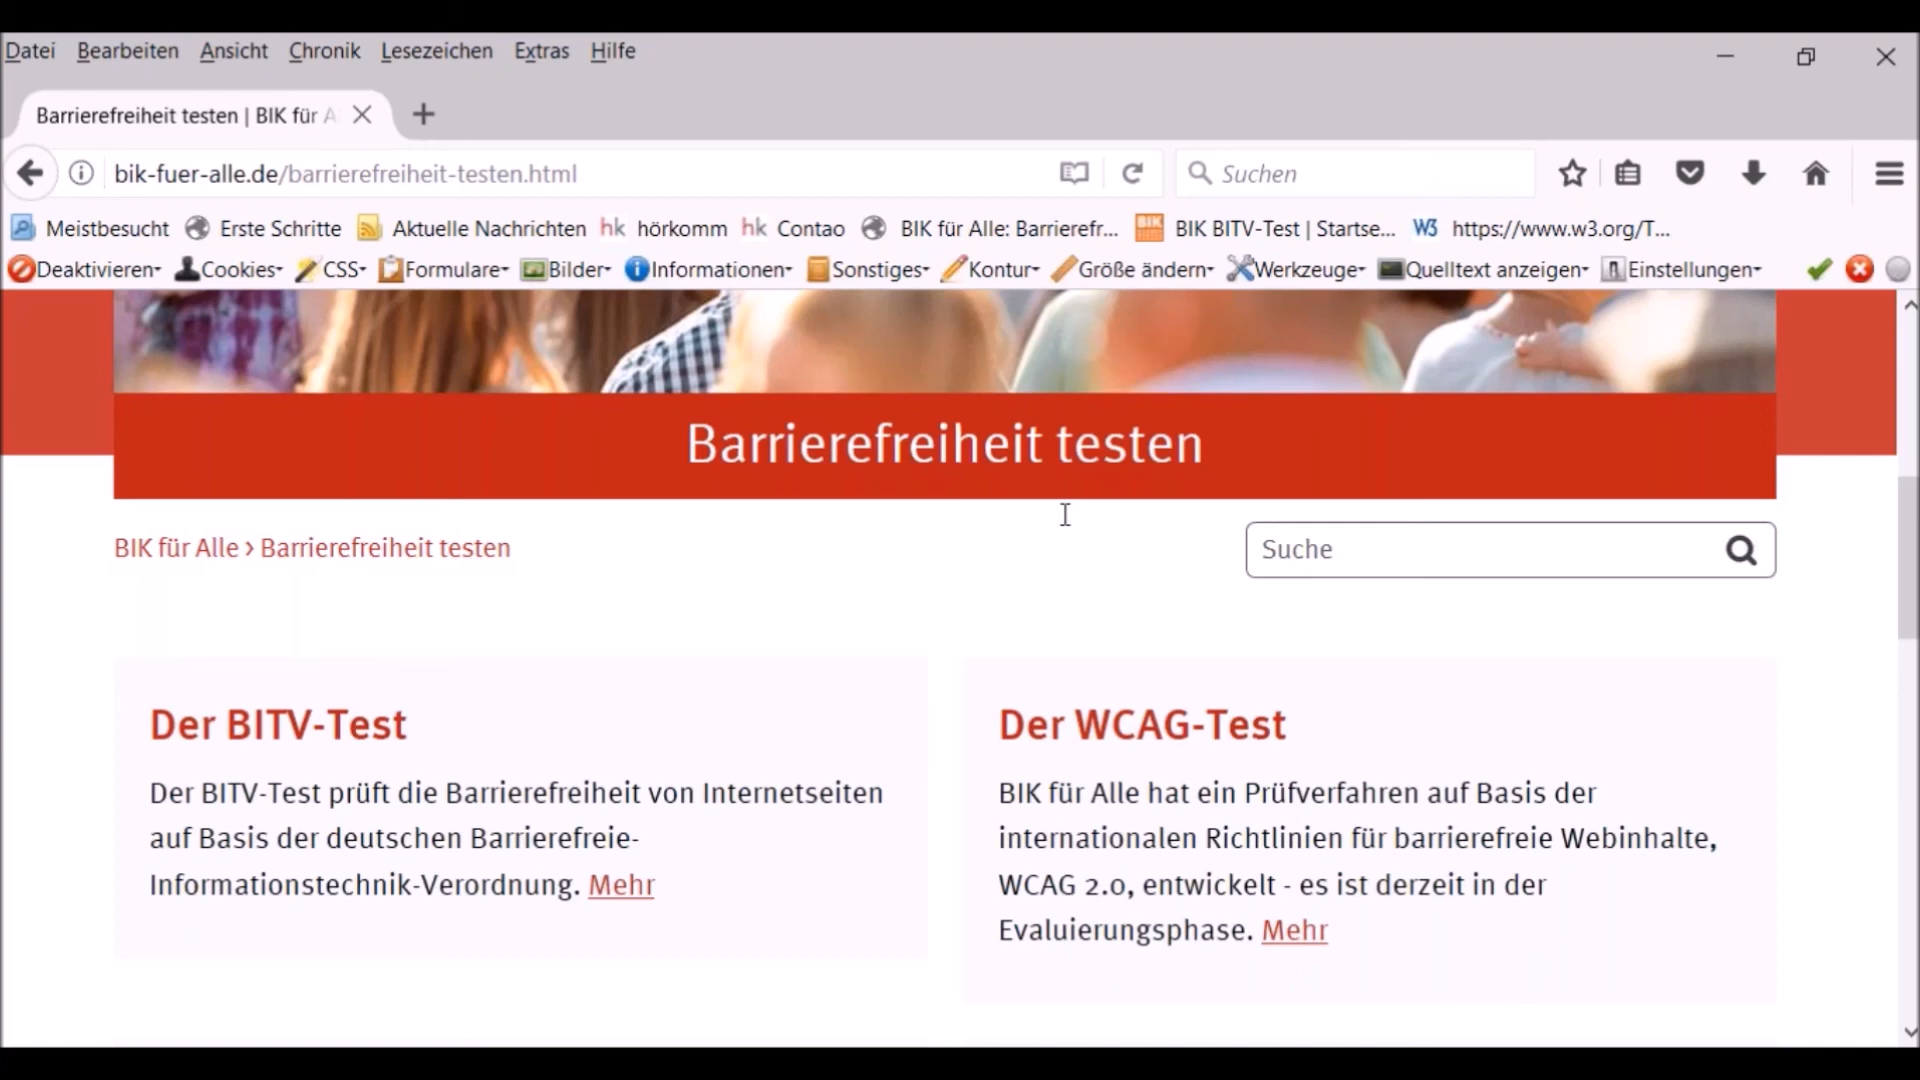 Datei Bearbeiten Ansicht Chronik Lesezeichen Extras Hilfe
Barrierefreiheit testen | BIK für A
bik-fuer-alle.de/barrierefreiheit-testen.html Suchen
Meistbesucht Erste Schritte Aktuelle Nachrichten hk hörkomm hk Contao BIK für Alle: Barrierefr... BIK BIK BITV-Test | Startse... W3 https://www.w3.org/T...
Deaktivieren Cookies CSS Formulare Bilder Informationen Sonstiges Kontur Größe ändern Werkzeuge Quelltext anzeigen Einstellungen
Barrierefreiheit testen
BIK für Alle › Barrierefreiheit testen
Suche
Der BITV-Test
Der BITV-Test prüft die Barrierefreiheit von Internetseiten
auf Basis der deutschen Barrierefreie-
Informationstechnik-Verordnung. Mehr
Der WCAG-Test
BIK für Alle hat ein Prüfverfahren auf Basis der
internationalen Richtlinien für barrierefreie Webinhalte,
WCAG 2.0, entwickelt - es ist derzeit in der
Evaluierungsphase. Mehr